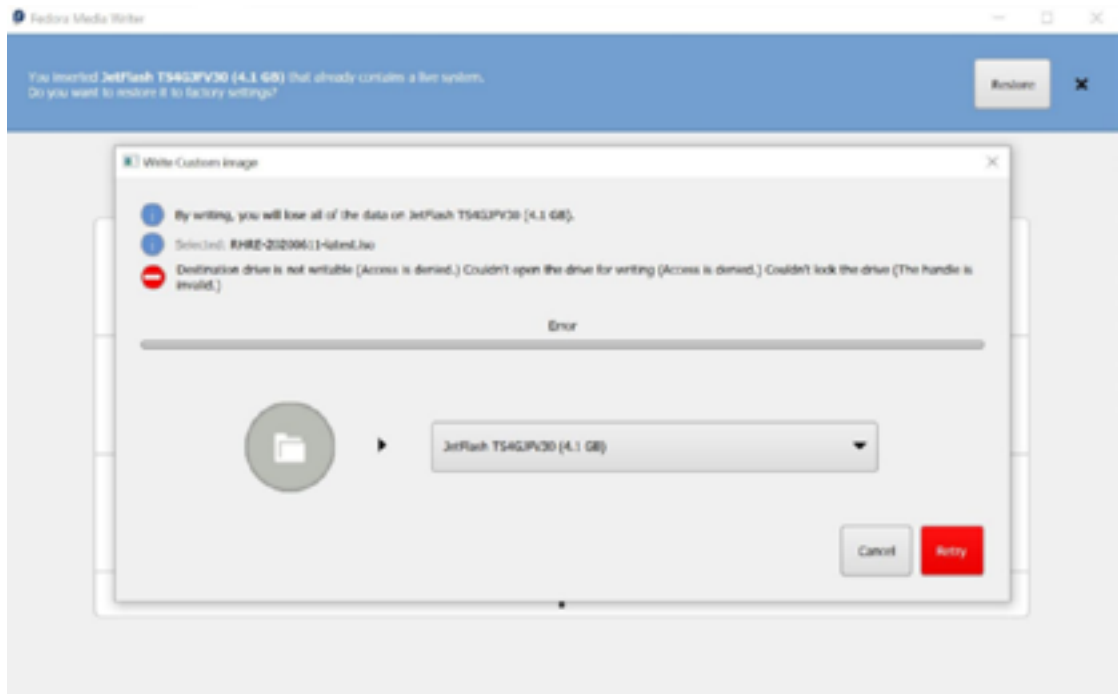 Fedora Media Writer
You inserted JetFlash TS4GJFV30 (4.1 GB) that already contains a live system.
Do you want to restore it to factory settings?
Restore
Write Custom image
By writing, you will lose all of the data on JetFlash TS4GJFV30 (4.1 GB).
Selected: RHRE-20200611-latest.iso
Destination drive is not writable (Access is denied.) Couldn't open the drive for writing (Access is denied.) Couldn't lock the drive (The handle is
invalid.)
Error
JetFlash TS4GJFV30 (4.1 GB)
Cancel
Retry